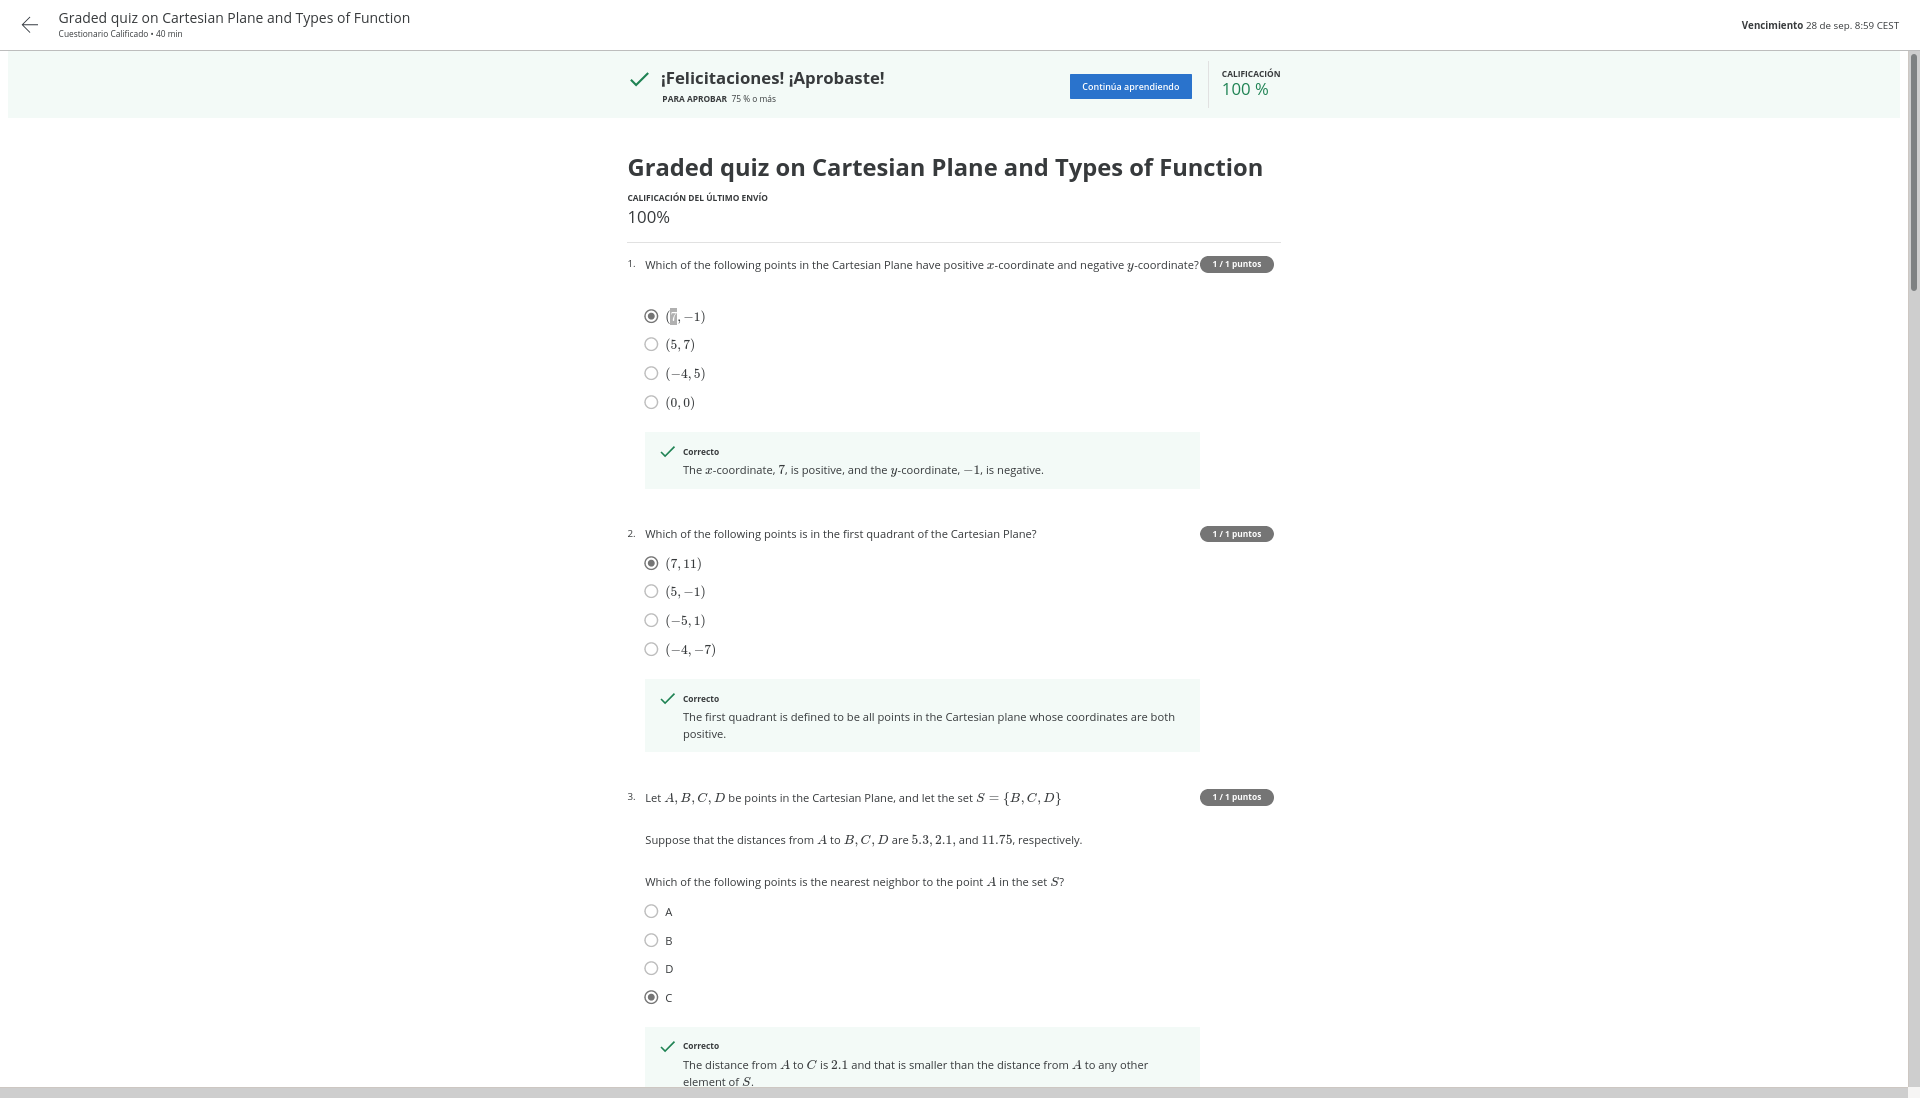 Graded quiz on Cartesian Plane and Types of Function
Cuestionario Calificado • 40 min
Vencimiento 28 de sep. 8:59 CEST
¡Felicitaciones! ¡Aprobaste!
PARA APROBAR 75 % o más
Continúa aprendiendo
CALIFICACIÓN
100 %
Graded quiz on Cartesian Plane and Types of Function
CALIFICACIÓN DEL ÚLTIMO ENVÍO
100%
1. Which of the following points in the Cartesian Plane have positive x-coordinate and negative y-coordinate? 1 / 1 puntos
(7, −1)
(5, 7)
(−4, 5)
(0, 0)
Correcto
The x-coordinate, 7, is positive, and the y-coordinate, −1, is negative.
2. Which of the following points is in the first quadrant of the Cartesian Plane? 1 / 1 puntos
(7, 11)
(5, −1)
(−5, 1)
(−4, −7)
Correcto
The first quadrant is defined to be all points in the Cartesian plane whose coordinates are both
positive.
3. Let A, B, C, D be points in the Cartesian Plane, and let the set S = {B, C, D} 1 / 1 puntos
Suppose that the distances from A to B, C, D are 5.3, 2.1, and 11.75, respectively.
Which of the following points is the nearest neighbor to the point A in the set S?
A
B
D
C
Correcto
The distance from A to C is 2.1 and that is smaller than the distance from A to any other
element of S.